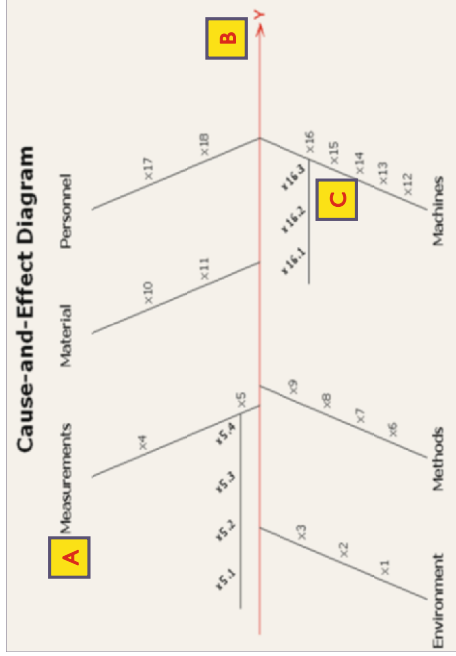 Cause-and-Effect Diagram
A
Measurements
Material
Personnel
x4
x10
x17
x5
x11
x18
x5.1
x5.2
x5.3
x5.4
B
Y
x16.1
x16.2
x16.3
x16
x3
x9
x15
x2
x8
x14
C
x1
x7
x13
x6
x12
Environment
Methods
Machines